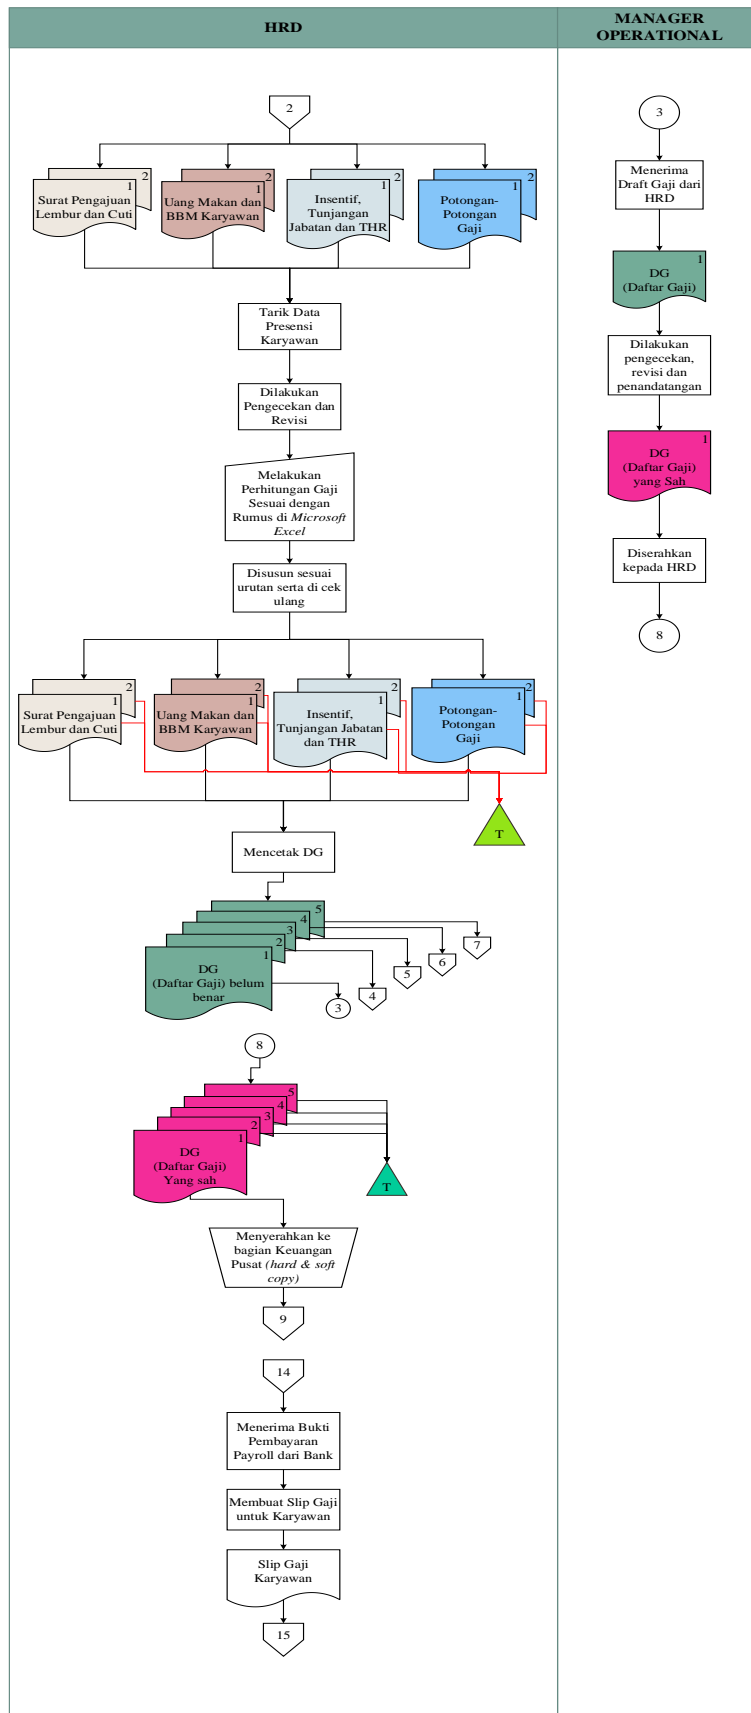 HRD
MANAGER
OPERATIONAL
2
2
1
Surat Pengajuan
Lembur dan Cuti
2
1
Uang Makan dan
BBM Karyawan
2
1
Insentif,
Tunjangan
Jabatan dan THR
2
1
Potongan-
Potongan
Gaji
Tarik Data
Presensi
Karyawan
Dilakukan
Pengecekan dan
Revisi
Melakukan
Perhitungan Gaji
Sesuai dengan
Rumus di Microsoft
Excel
Disusun sesuai
urutan serta di cek
ulang
2
1
Surat Pengajuan
Lembur dan Cuti
2
1
Uang Makan dan
BBM Karyawan
2
1
Insentif,
Tunjangan Jabatan
dan THR
2
1
Potongan-
Potongan
Gaji
T
Mencetak DG
5
4
3
2
1
DG
(Daftar Gaji) belum
benar
7
6
5
4
3
8
5
4
3
2
1
DG
(Daftar Gaji)
Yang sah
T
Menyerahkan ke
bagian Keuangan
Pusat (hard & soft
copy)
9
14
Menerima Bukti
Pembayaran
Payroll dari Bank
Membuat Slip Gaji
untuk Karyawan
Slip Gaji
Karyawan
15
3
Menerima
Draft Gaji dari
HRD
1
DG
(Daftar Gaji)
Dilakukan
pengecekan,
revisi dan
penandatangan
1
DG
(Daftar Gaji)
yang Sah
Diserahkan
kepada HRD
8